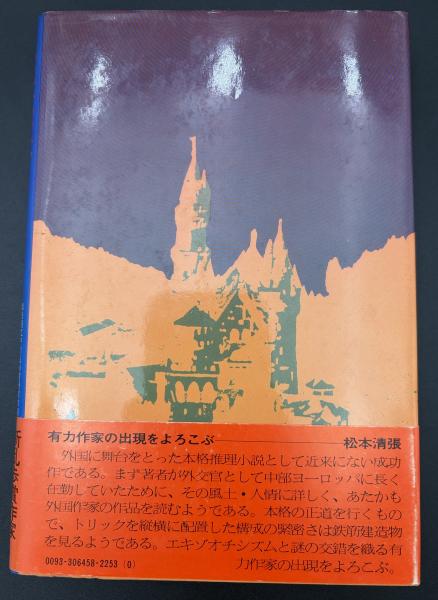 有力作家の出現をよろこぶ――――松本清張
外国に舞台をとった本格推理小説として近来にない成功
作である。まず著者が外交官として中部ヨーロッパに長く
在勤していたために、その風土・人情に詳しく、あたかも
外国作家の作品を読むようである。本格の正道を行くもの
で、トリックを縦横に配置した構成の緊密さは鉄筋建造物
を見るようである。エキゾオチシズムと謎の交錯を織る有
力作家の出現をよろこぶ。
0093-306458-2253(0)